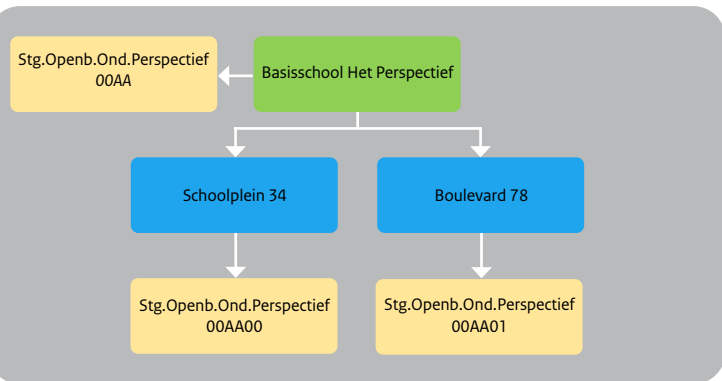 Stg.Openb.Ond.Perspectief
00AA
Basisschool Het Perspectief
Schoolplein 34
Boulevard 78
Stg.Openb.Ond.Perspectief
00AA00
Stg.Openb.Ond.Perspectief
00AA01